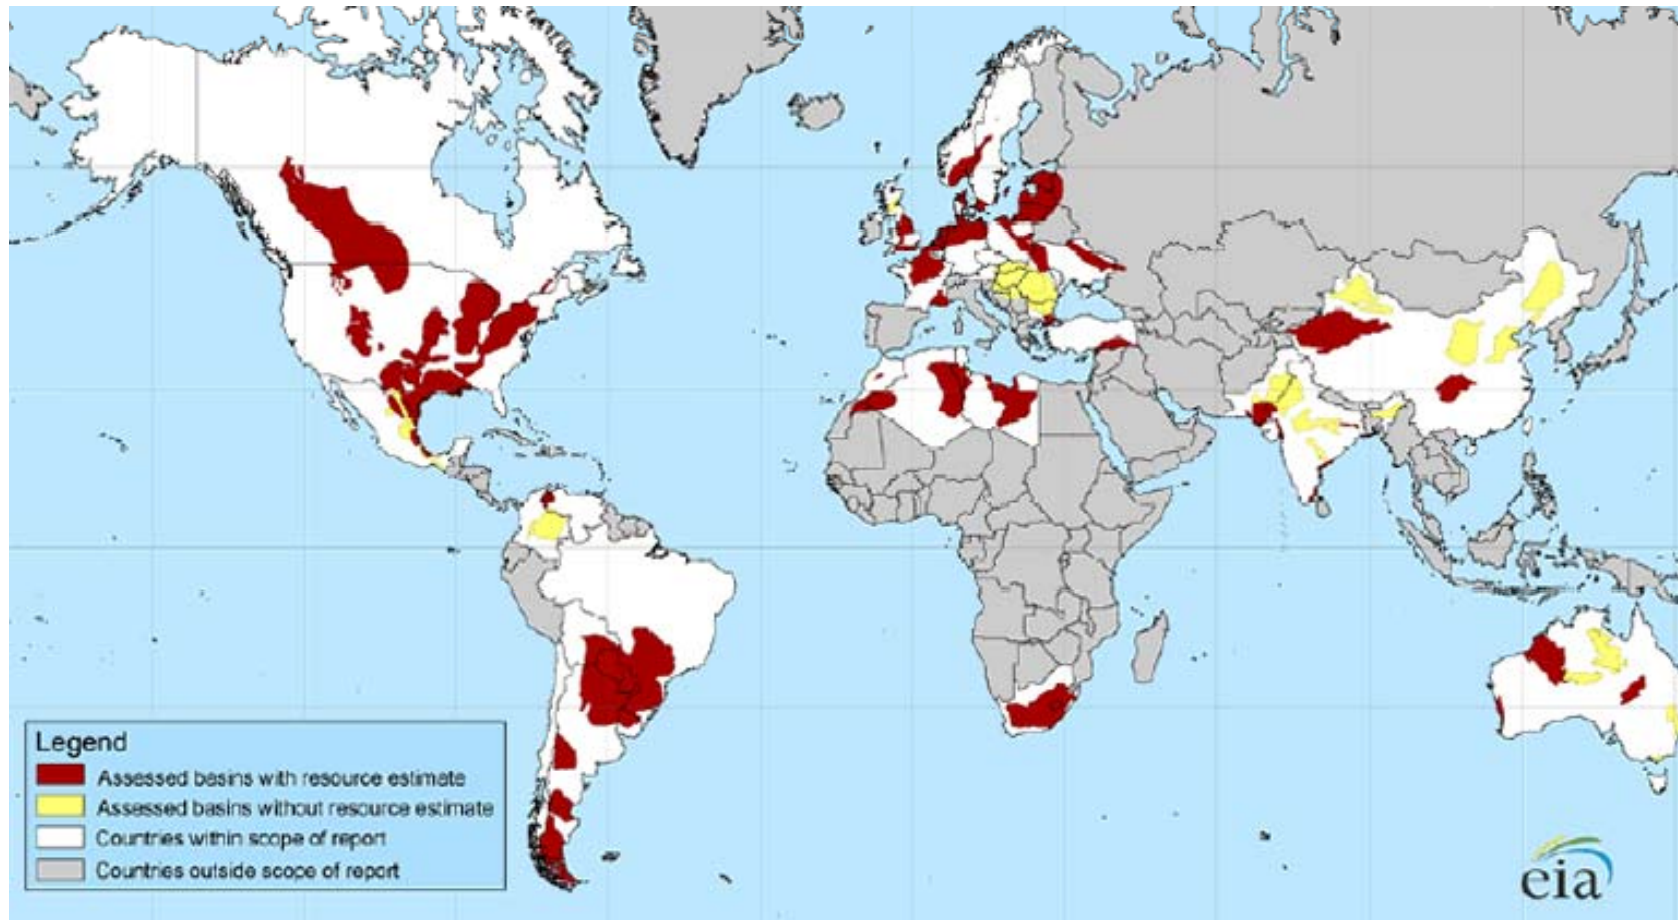 Legend
Assessed basins with resource estimate
Assessed basins without resource estimate
Countries within scope of report
Countries outside scope of report
eia